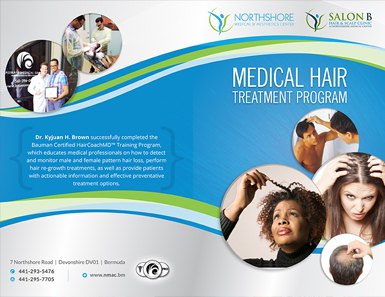 NORTHSHORE
MEDICAL & AESTHETICS CENTER
SALON B
HAIR & SCALP CLINIC
MEDICAL HAIR
TREATMENT PROGRAM
Dr. Kyjuan H. Brown successfully completed the
Bauman Certified HairCoachMD™ Training Program,
which educates medical professionals on how to detect
and monitor male and female pattern hair loss, perform
hair re-growth treatments, as well as provide patients
with actionable information and effective preventative
treatment options.
7 Northshore Road | Devonshire DV01 | Bermuda
441-293-5476
441-295-7705
www.nmac.bm